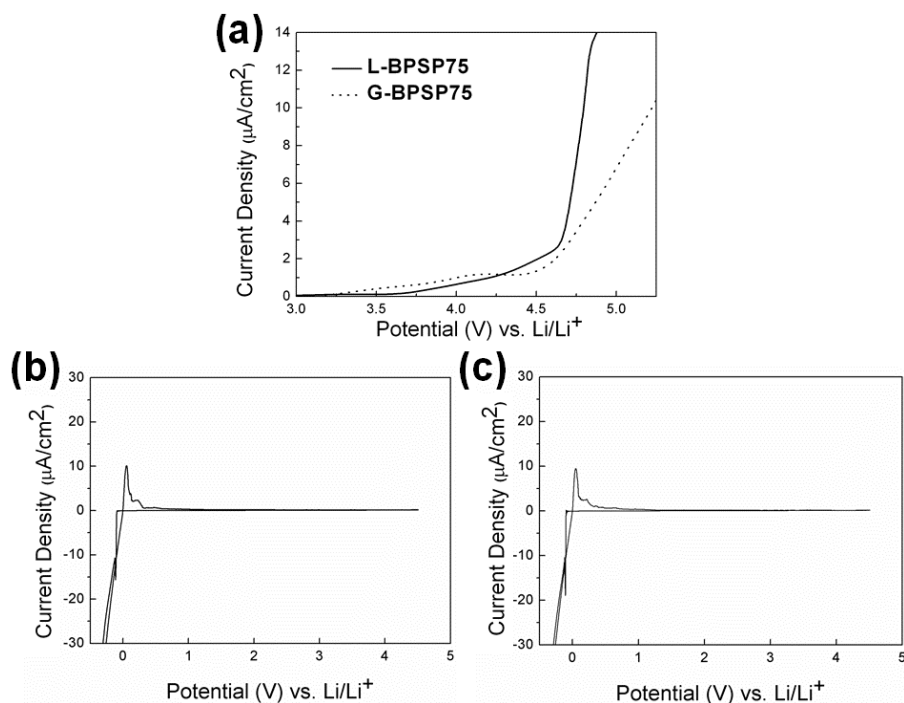 (a)
14
12
10
8
6
4
2
0
Current Density (μA/cm²)
L-BPSP75
G-BPSP75
3.0 3.5 4.0 4.5 5.0
Potential (V) vs. Li/Li⁺
(b)
30
20
10
0
-10
-20
-30
Current Density (μA/cm²)
0 1 2 3 4 5
Potential (V) vs. Li/Li⁺
(c)
30
20
10
0
-10
-20
-30
Current Density (μA/cm²)
0 1 2 3 4 5
Potential (V) vs. Li/Li⁺